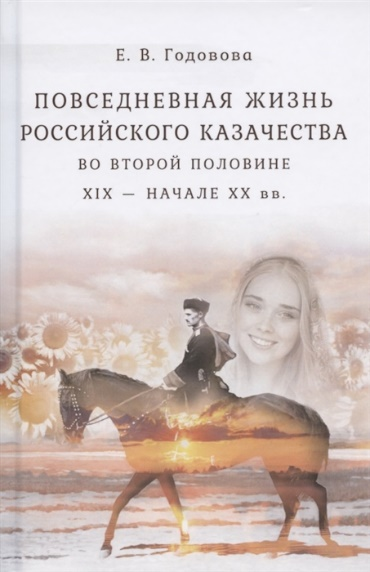 Е. В. Годовова
ПОВСЕДНЕВНАЯ ЖИЗНЬ
РОССИЙСКОГО КАЗАЧЕСТВА
ВО ВТОРОЙ ПОЛОВИНЕ
XIX — НАЧАЛЕ XX вв.